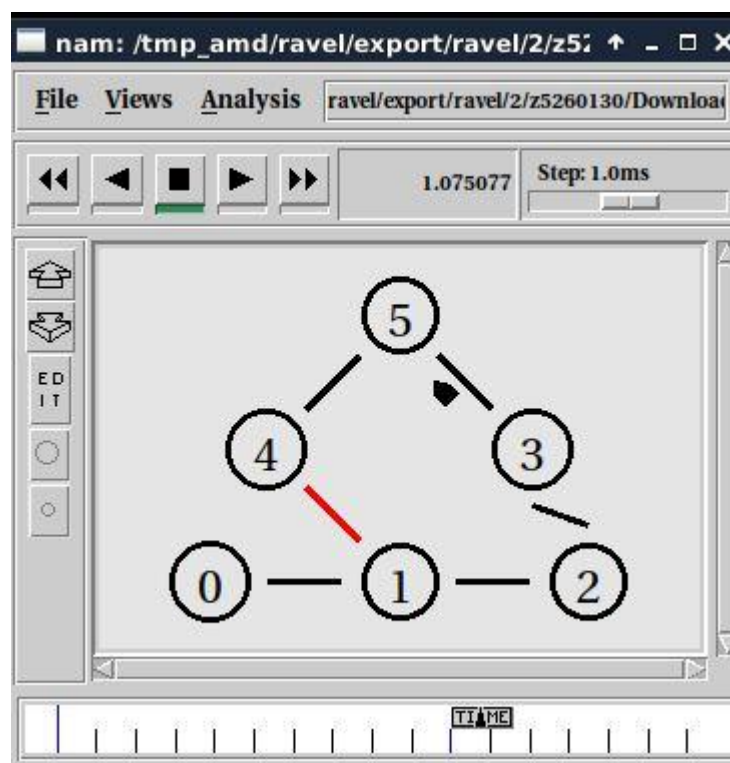 nam: /tmp_amd/ravel/export/ravel/2/z52
File Views Analysis ravel/export/ravel/2/z5260130/Downloa
1.075077 Step: 1.0ms
5
ED
IT
4 3
0 1 2
TIME